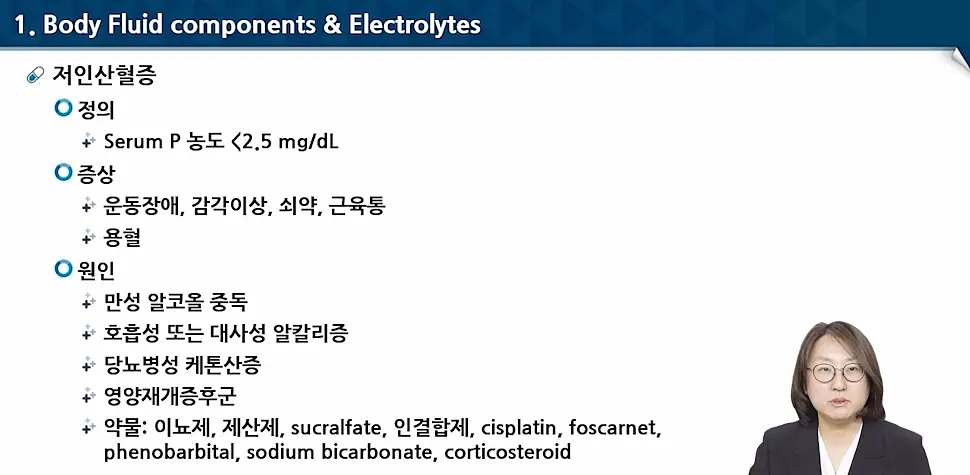 1. Body Fluid components & Electrolytes
저인산혈증
정의
Serum P 농도 <2.5 mg/dL
증상
운동장애, 감각이상, 쇠약, 근육통
용혈
원인
만성 알코올 중독
호흡성 또는 대사성 알칼리증
당뇨병성 케톤산증
영양재개증후군
약물: 이뇨제, 제산제, sucralfate, 인결합제, cisplatin, foscarnet,
phenobarbital, sodium bicarbonate, corticosteroid